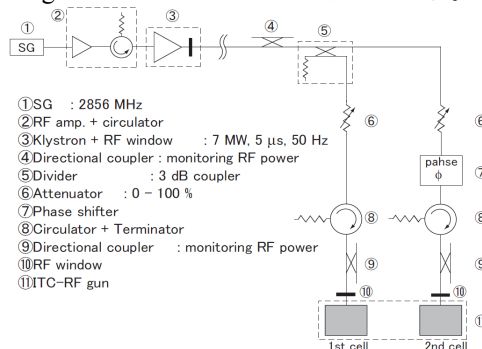 ① ② ③ ④ ⑤
SG
①SG : 2856 MHz
②RF amp. + circulator
③Klystron + RF window : 7 MW, 5 μs, 50 Hz
④Directional coupler : monitoring RF power
⑤Divider : 3 dB coupler
⑥Attenuator : 0 − 100 %
⑦Phase shifter
⑧Circulator + Terminator
⑨Directional coupler : monitoring RF power
⑩RF window
⑪ITC-RF gun
⑥ ⑥
pahse
φ
⑧ ⑧
⑨ ⑨
⑩ ⑩
1st cell 2nd cell